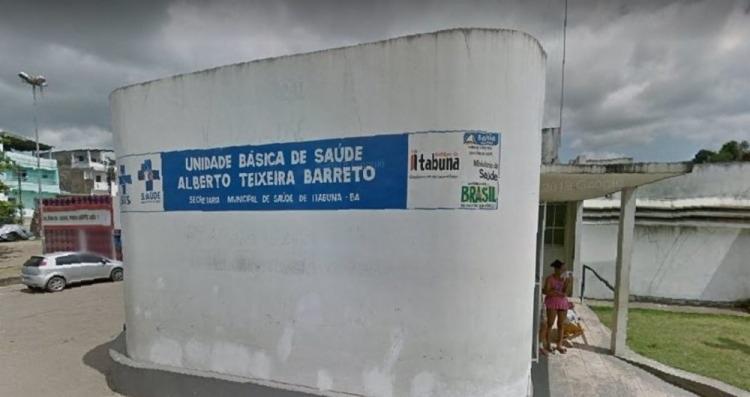 UNIDADE BÁSICA DE SAÚDE
ALBERTO TEIXEIRA BARRETO
SECRETARIA MUNICIPAL DE SAÚDE DE ITABUNA - BA
SUS
SAÚDE
Itabuna
Bahia
Ministério da
Saúde
BRASIL